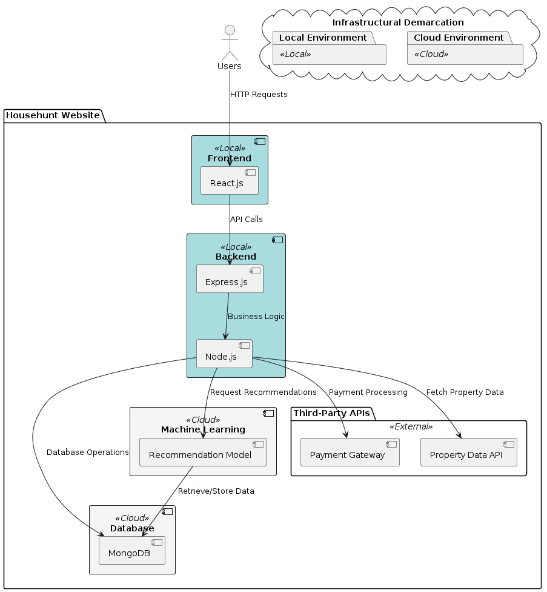 Infrastructural Demarcation
Local Environment
«Local»
Cloud Environment
«Cloud»
Users
HTTP Requests
Househunt Website
«Local»
Frontend
React.js
API Calls
«Local»
Backend
Express.js
Business Logic
Node.js
Request Recommendations
Payment Processing
Fetch Property Data
«Cloud»
Machine Learning
Recommendation Model
Third-Party APIs
«External»
Payment Gateway
Property Data API
Database Operations
Retrieve/Store Data
«Cloud»
Database
MongoDB